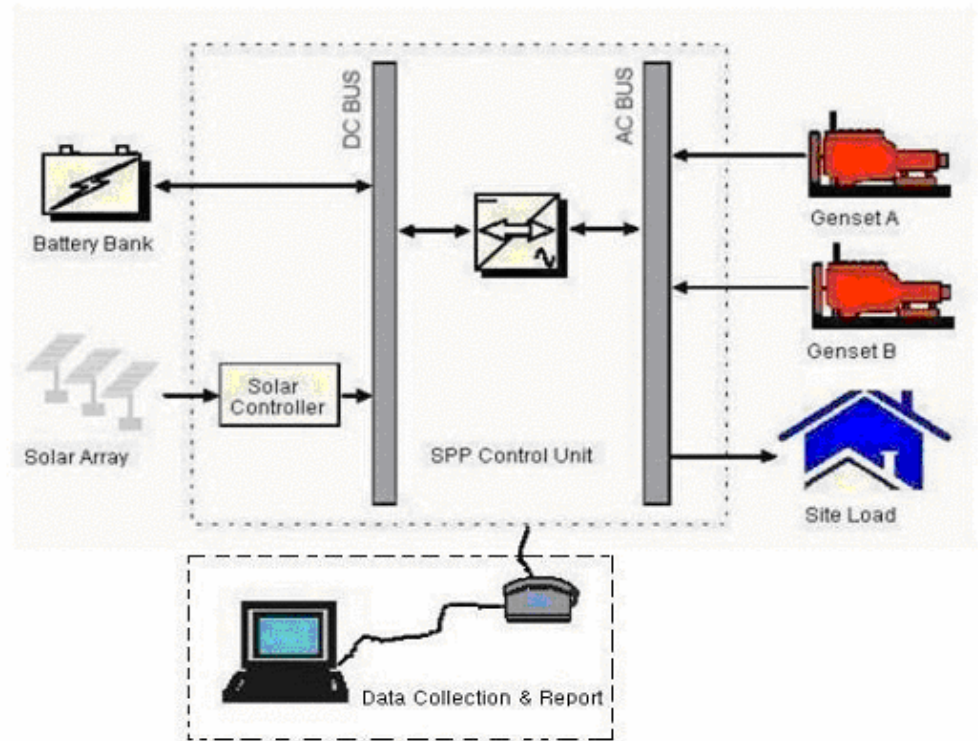 DC BUS
AC BUS
Battery Bank
Genset A
Genset B
Solar
Controller
Solar Array
SPP Control Unit
Site Load
Data Collection & Report